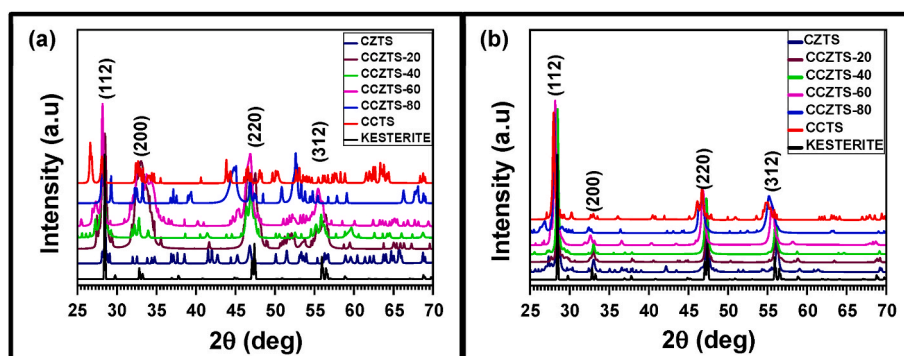 (a)
Intensity (a.u)
(112)
(200)
(220)
(312)
CZTS
CCZTS-20
CCZTS-40
CCZTS-60
CCZTS-80
CCTS
KESTERITE
25 30 35 40 45 50 55 60 65 70
2θ (deg)
(b)
Intensity (a.u)
(112)
(200)
(220)
(312)
CZTS
CCZTS-20
CCZTS-40
CCZTS-60
CCZTS-80
CCTS
KESTERITE
25 30 35 40 45 50 55 60 65 70
2θ (deg)